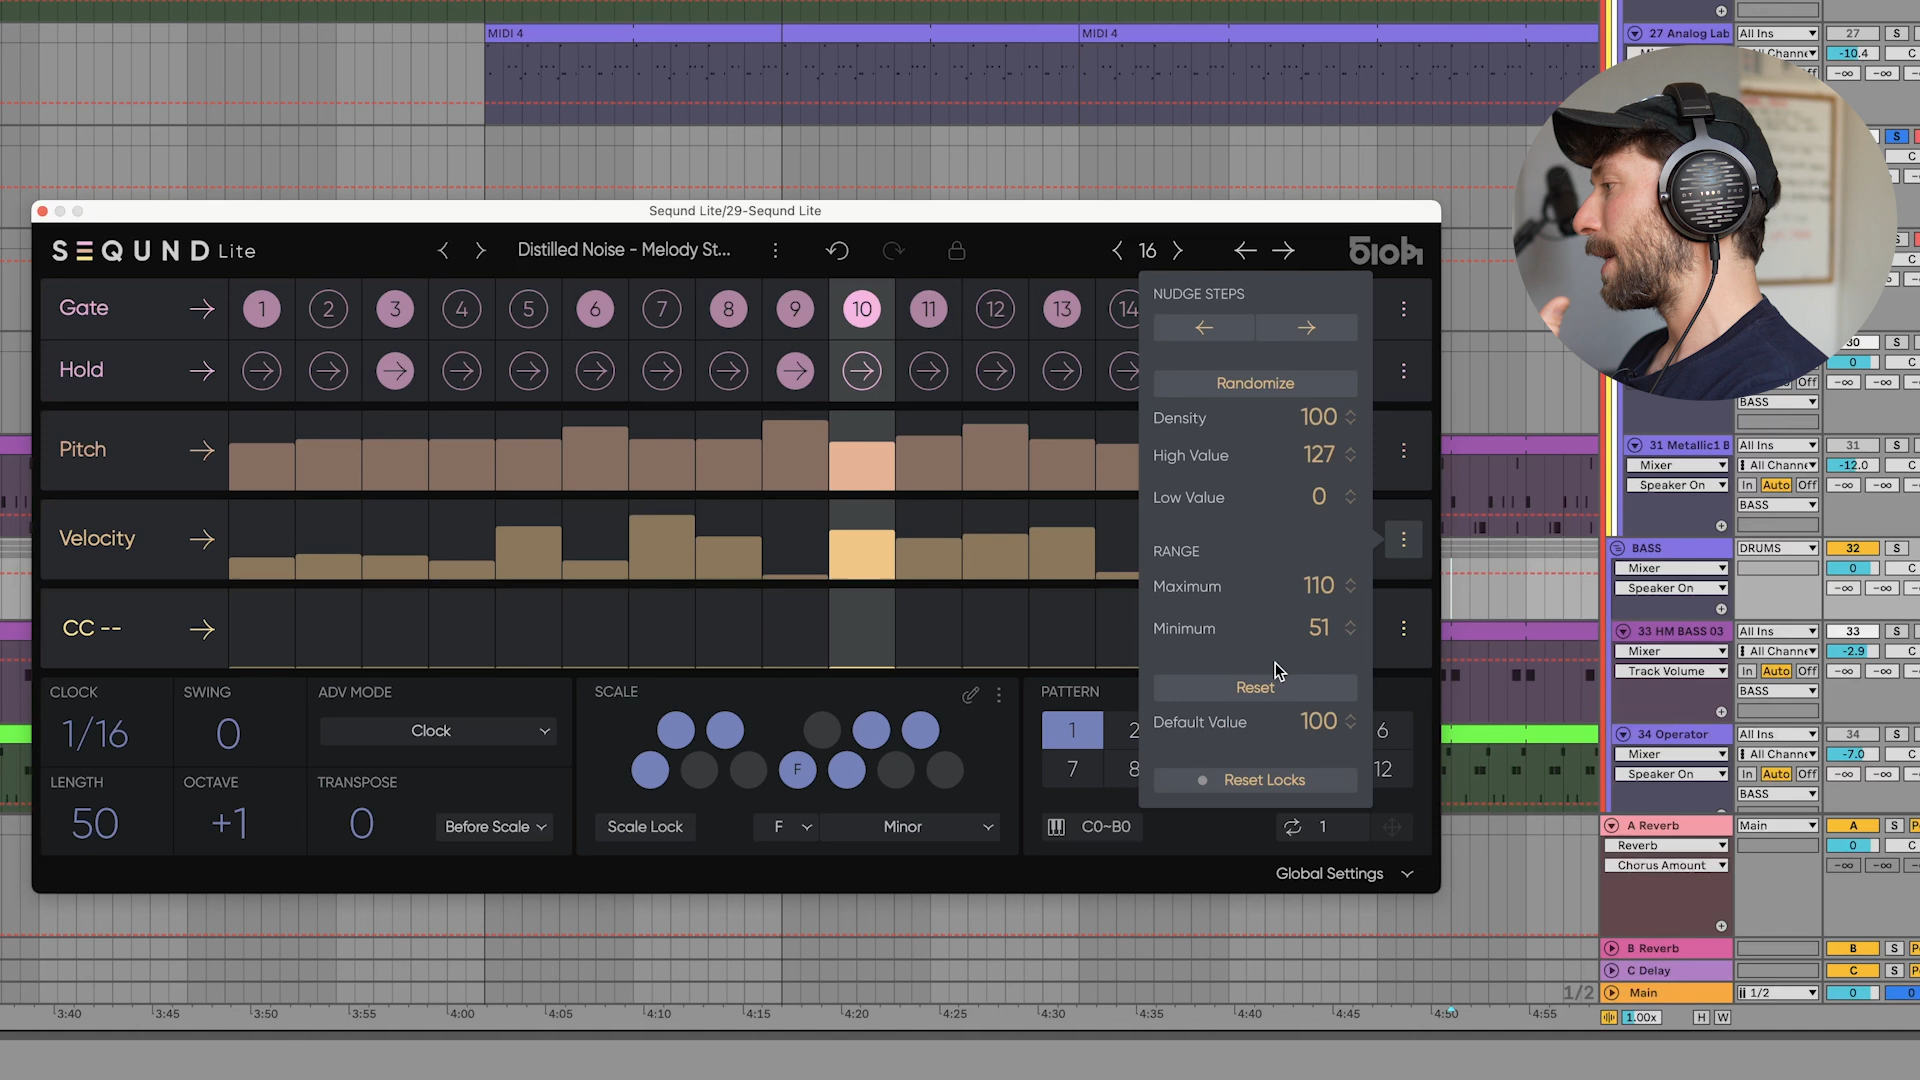 MIDI 4
MIDI 4
27 Analog Lab
All Ins
27
S
-10.4
C
-∞
-∞
S
C
Seqund Lite/29-Seqund Lite
SEQUND Lite
Distilled Noise - Melody St...
16
Gate
1 2 3 4 5 6 7 8 9 10 11 12 13 14
Hold
Pitch
Velocity
CC --
NUDGE STEPS
Randomize
Density 100
High Value 127
Low Value 0
RANGE
Maximum 110
Minimum 51
Reset
Default Value 100
Reset Locks
CLOCK
1/16
SWING
0
ADV MODE
Clock
LENGTH
50
OCTAVE
+1
TRANSPOSE
0
Before Scale
SCALE
F
Scale Lock
F
Minor
PATTERN
1 2 6
7 8 12
C0~B0
1
Global Settings
DT 1990 PRO
30
S
0
C
Off
-∞
-∞
BASS
31 Metallic1 B
All Ins
31
S
Mixer
All Channe
-12.0
C
Speaker On
In Auto Off
-∞
-∞
BASS
BASS
DRUMS
32
S
Mixer
0
C
Speaker On
-∞
-∞
33 HM BASS 03
All Ins
33
S
Mixer
All Channe
-2.9
C
Track Volume
In Auto Off
-∞
-∞
BASS
34 Operator
All Ins
34
S
Mixer
All Channe
-7.0
C
Speaker On
In Auto Off
-∞
-∞
BASS
A Reverb
Main
A
S
Reverb
0
C
Chorus Amount
-∞
-∞
B Reverb
B
S
C Delay
C
S
1/2
Main
1/2
0
0
3:40 3:45 3:50 3:55 4:00 4:05 4:10 4:15 4:20 4:25 4:30 4:35 4:40 4:45 4:50 4:55
1.00x
H W